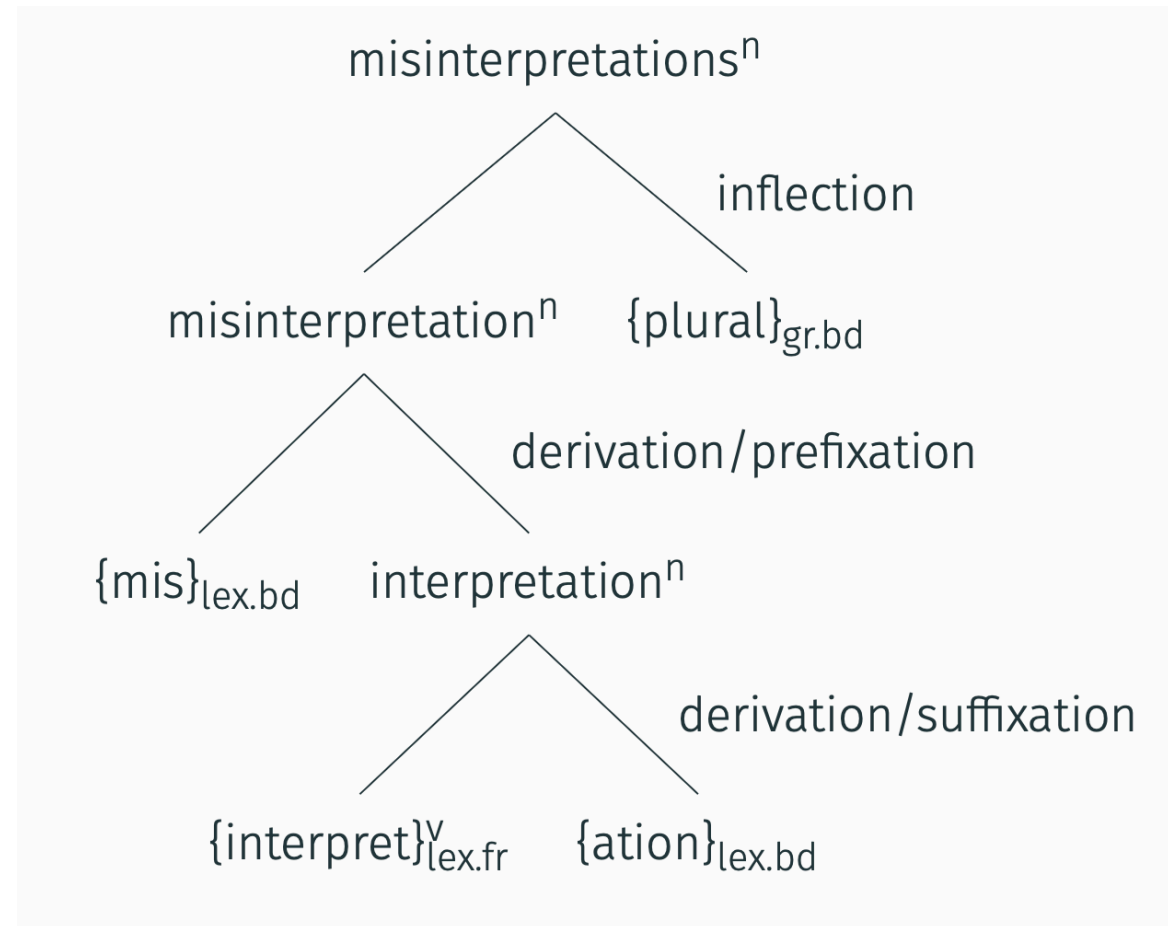 misinterpretationsⁿ
inflection
misinterpretationⁿ {plural}gr.bd
derivation/prefixation
{mis}lex.bd interpretationⁿ
derivation/suffixation
{interpret}ᵛlex.fr {ation}lex.bd